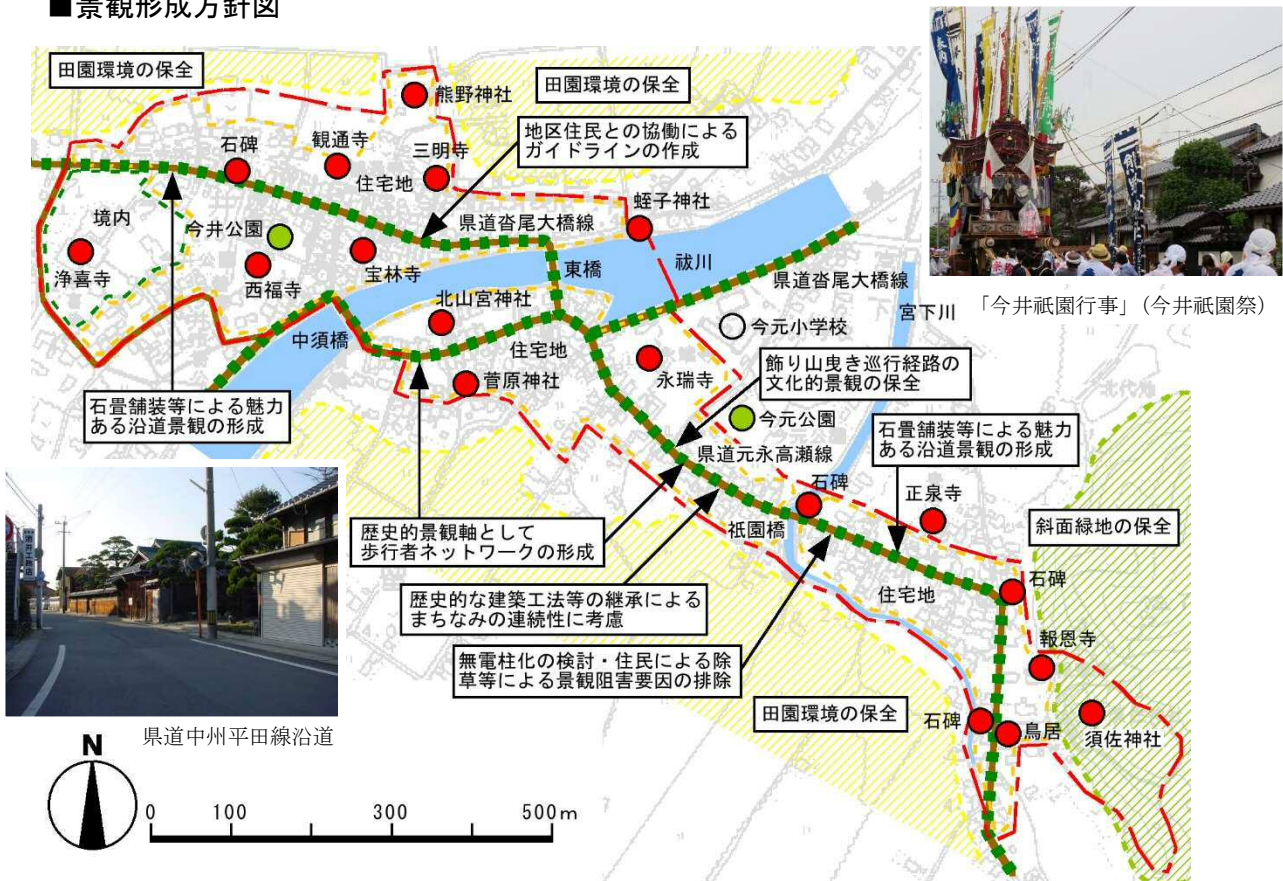 ■景観形成方針図
田園環境の保全
熊野神社
田園環境の保全
地区住民との協働による
ガイドラインの作成
石碑
観通寺
三明寺
住宅地
蛭子神社
境内
今井公園
県道沓尾大橋線
浄喜寺
西福寺
宝林寺
東橋
祓川
県道沓尾大橋線
宮下川
「今井祇園行事」(今井祇園祭)
北山宮神社
今元小学校
中須橋
住宅地
菅原神社
永瑞寺
飾り山曳き巡行経路の
文化的景観の保全
石畳舗装等による魅力
ある沿道景観の形成
今元公園
県道元永高瀬線
石畳舗装等による魅力
ある沿道景観の形成
石碑
正泉寺
歴史的景観軸として
歩行者ネットワークの形成
祇園橋
斜面緑地の保全
石碑
住宅地
歴史的な建築工法等の継承による
まちなみの連続性に考慮
報恩寺
無電柱化の検討・住民による除
草等による景観阻害要因の排除
田園環境の保全
石碑
鳥居
須佐神社
県道中州平田線沿道
N
0 100 300 500m